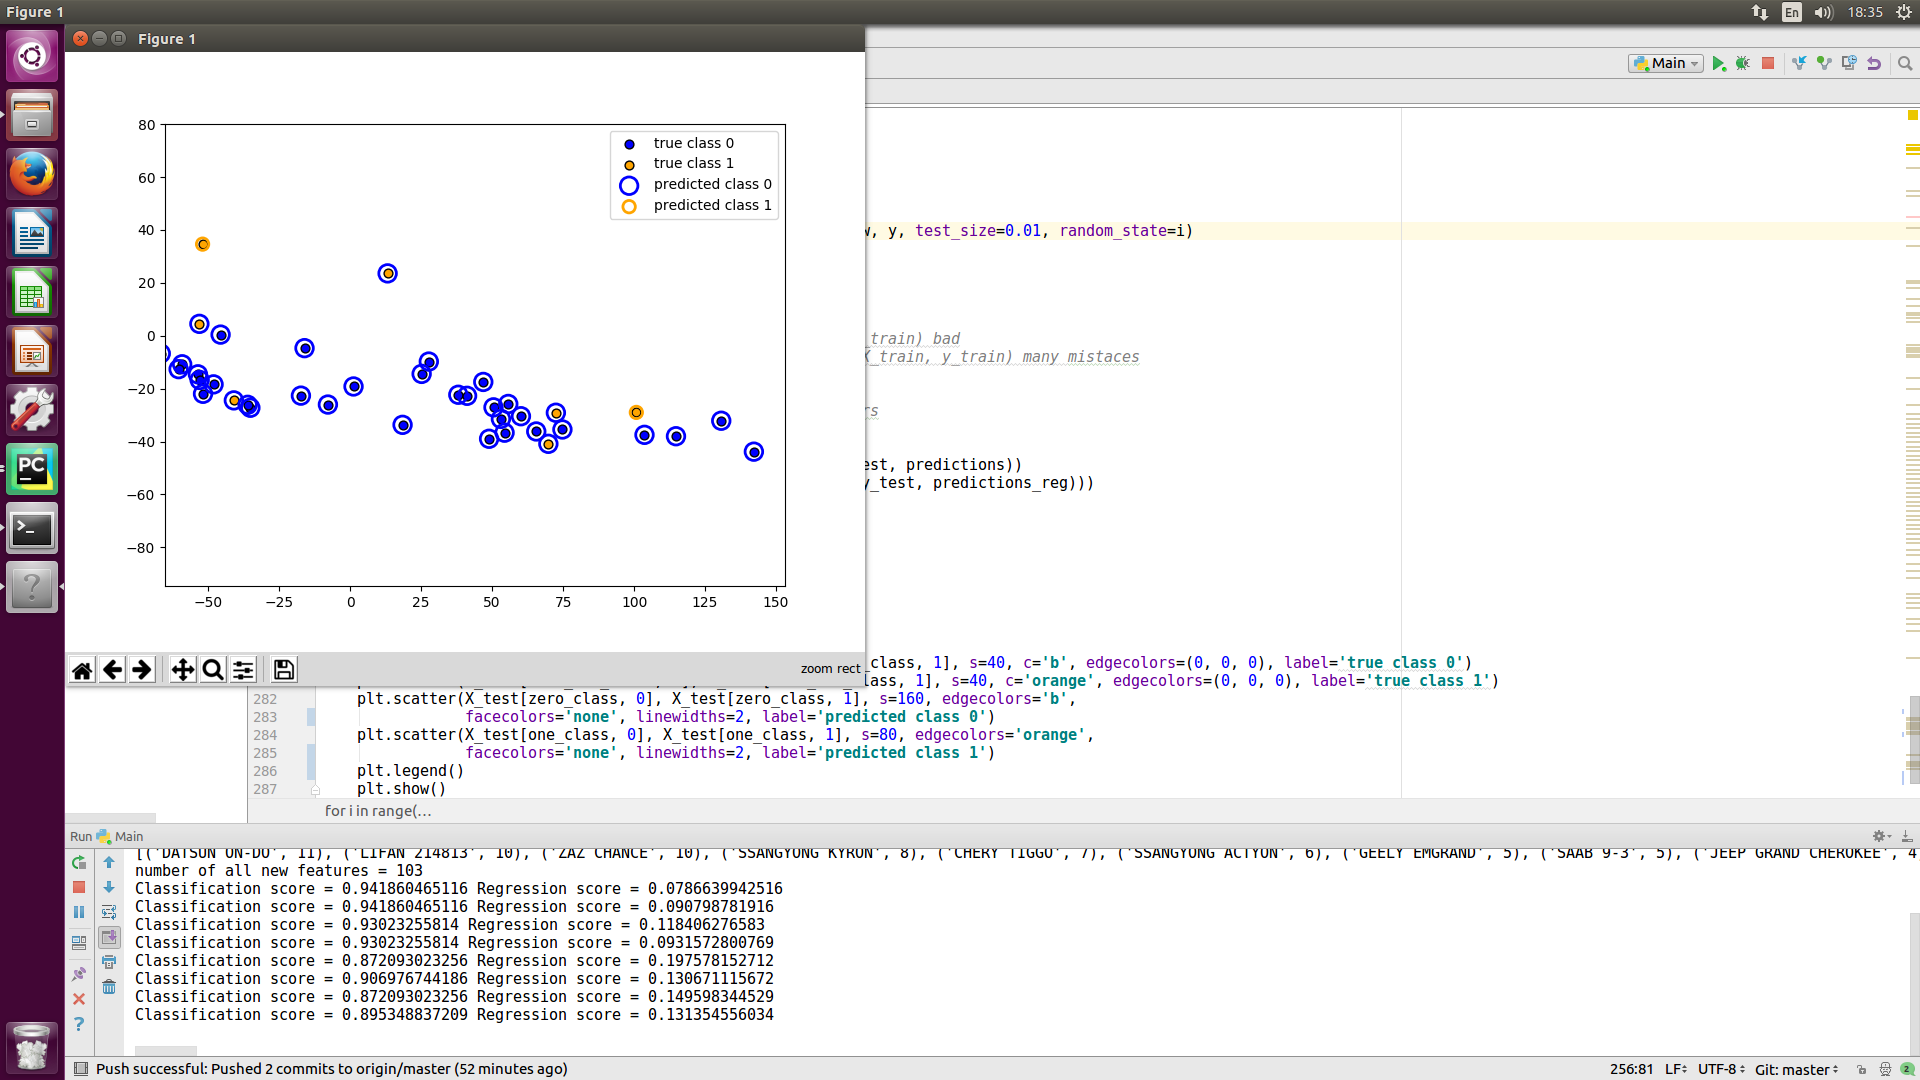 Figure 1
En
18:35
Figure 1
Main
80
60
40
20
0
−20
−40
−60
−80
−50 −25 0 25 50 75 100 125 150
true class 0
true class 1
predicted class 0
predicted class 1
zoom rect
, y, test_size=0.01, random_state=i)
_train) bad
X_train, y_train) many mistaces
rs
est, predictions))
y_test, predictions_reg)))
_class, 1], s=40, c='b', edgecolors=(0, 0, 0), label='true class 0')
lass, 1], s=40, c='orange', edgecolors=(0, 0, 0), label='true class 1')
282 plt.scatter(X_test[zero_class, 0], X_test[zero_class, 1], s=160, edgecolors='b',
283 facecolors='none', linewidths=2, label='predicted class 0')
284 plt.scatter(X_test[one_class, 0], X_test[one_class, 1], s=80, edgecolors='orange',
285 facecolors='none', linewidths=2, label='predicted class 1')
286 plt.legend()
287 plt.show()
for i in range(...
PC
Run Main
[('DATSUN ON-DO', 11), ('LIFAN 214813', 10), ('ZAZ CHANCE', 10), ('SSANGYONG KYRON', 8), ('CHERY TIGGO', 7), ('SSANGYONG ACTYON', 6), ('GEELY EMGRAND', 5), ('SAAB 9-3', 5), ('JEEP GRAND CHEROKEE', 4
number of all new features = 103
Classification score = 0.941860465116 Regression score = 0.0786639942516
Classification score = 0.941860465116 Regression score = 0.090798781916
Classification score = 0.93023255814 Regression score = 0.118406276583
Classification score = 0.93023255814 Regression score = 0.0931572800769
Classification score = 0.872093023256 Regression score = 0.197578152712
Classification score = 0.906976744186 Regression score = 0.130671115672
Classification score = 0.872093023256 Regression score = 0.149598344529
Classification score = 0.895348837209 Regression score = 0.131354556034
Push successful: Pushed 2 commits to origin/master (52 minutes ago)
256:81 LF UTF-8 Git: master 2